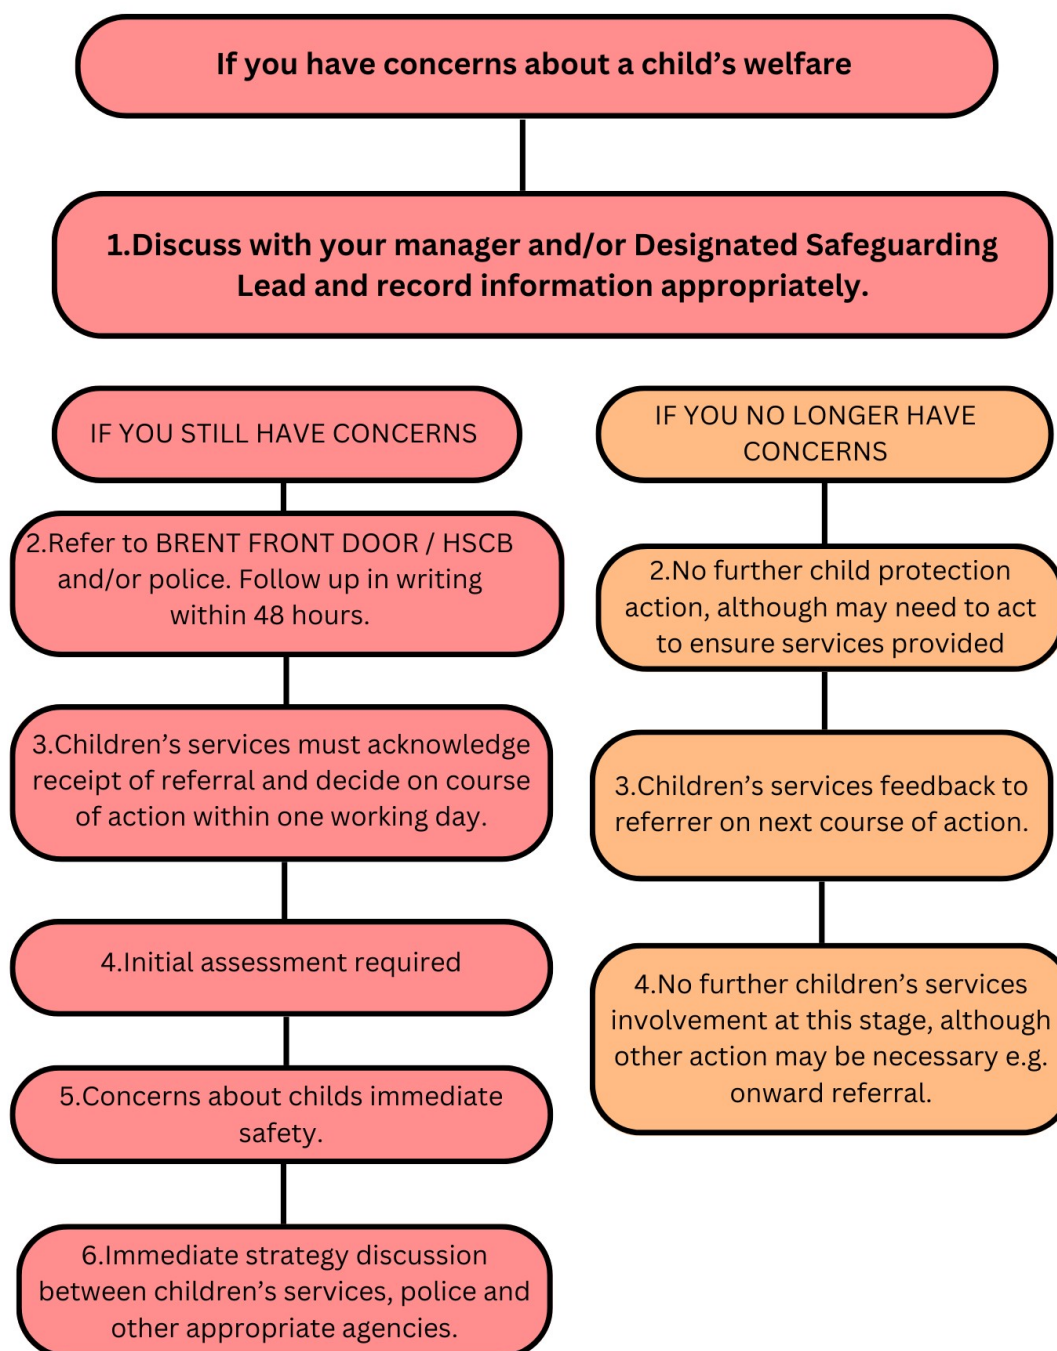 If you have concerns about a child’s welfare
1.Discuss with your manager and/or Designated Safeguarding
Lead and record information appropriately.
IF YOU STILL HAVE CONCERNS
2.Refer to BRENT FRONT DOOR / HSCB
and/or police. Follow up in writing
within 48 hours.
3.Children’s services must acknowledge
receipt of referral and decide on course
of action within one working day.
4.Initial assessment required
5.Concerns about childs immediate
safety.
6.Immediate strategy discussion
between children’s services, police and
other appropriate agencies.
IF YOU NO LONGER HAVE
CONCERNS
2.No further child protection
action, although may need to act
to ensure services provided
3.Children’s services feedback to
referrer on next course of action.
4.No further children’s services
involvement at this stage, although
other action may be necessary e.g.
onward referral.